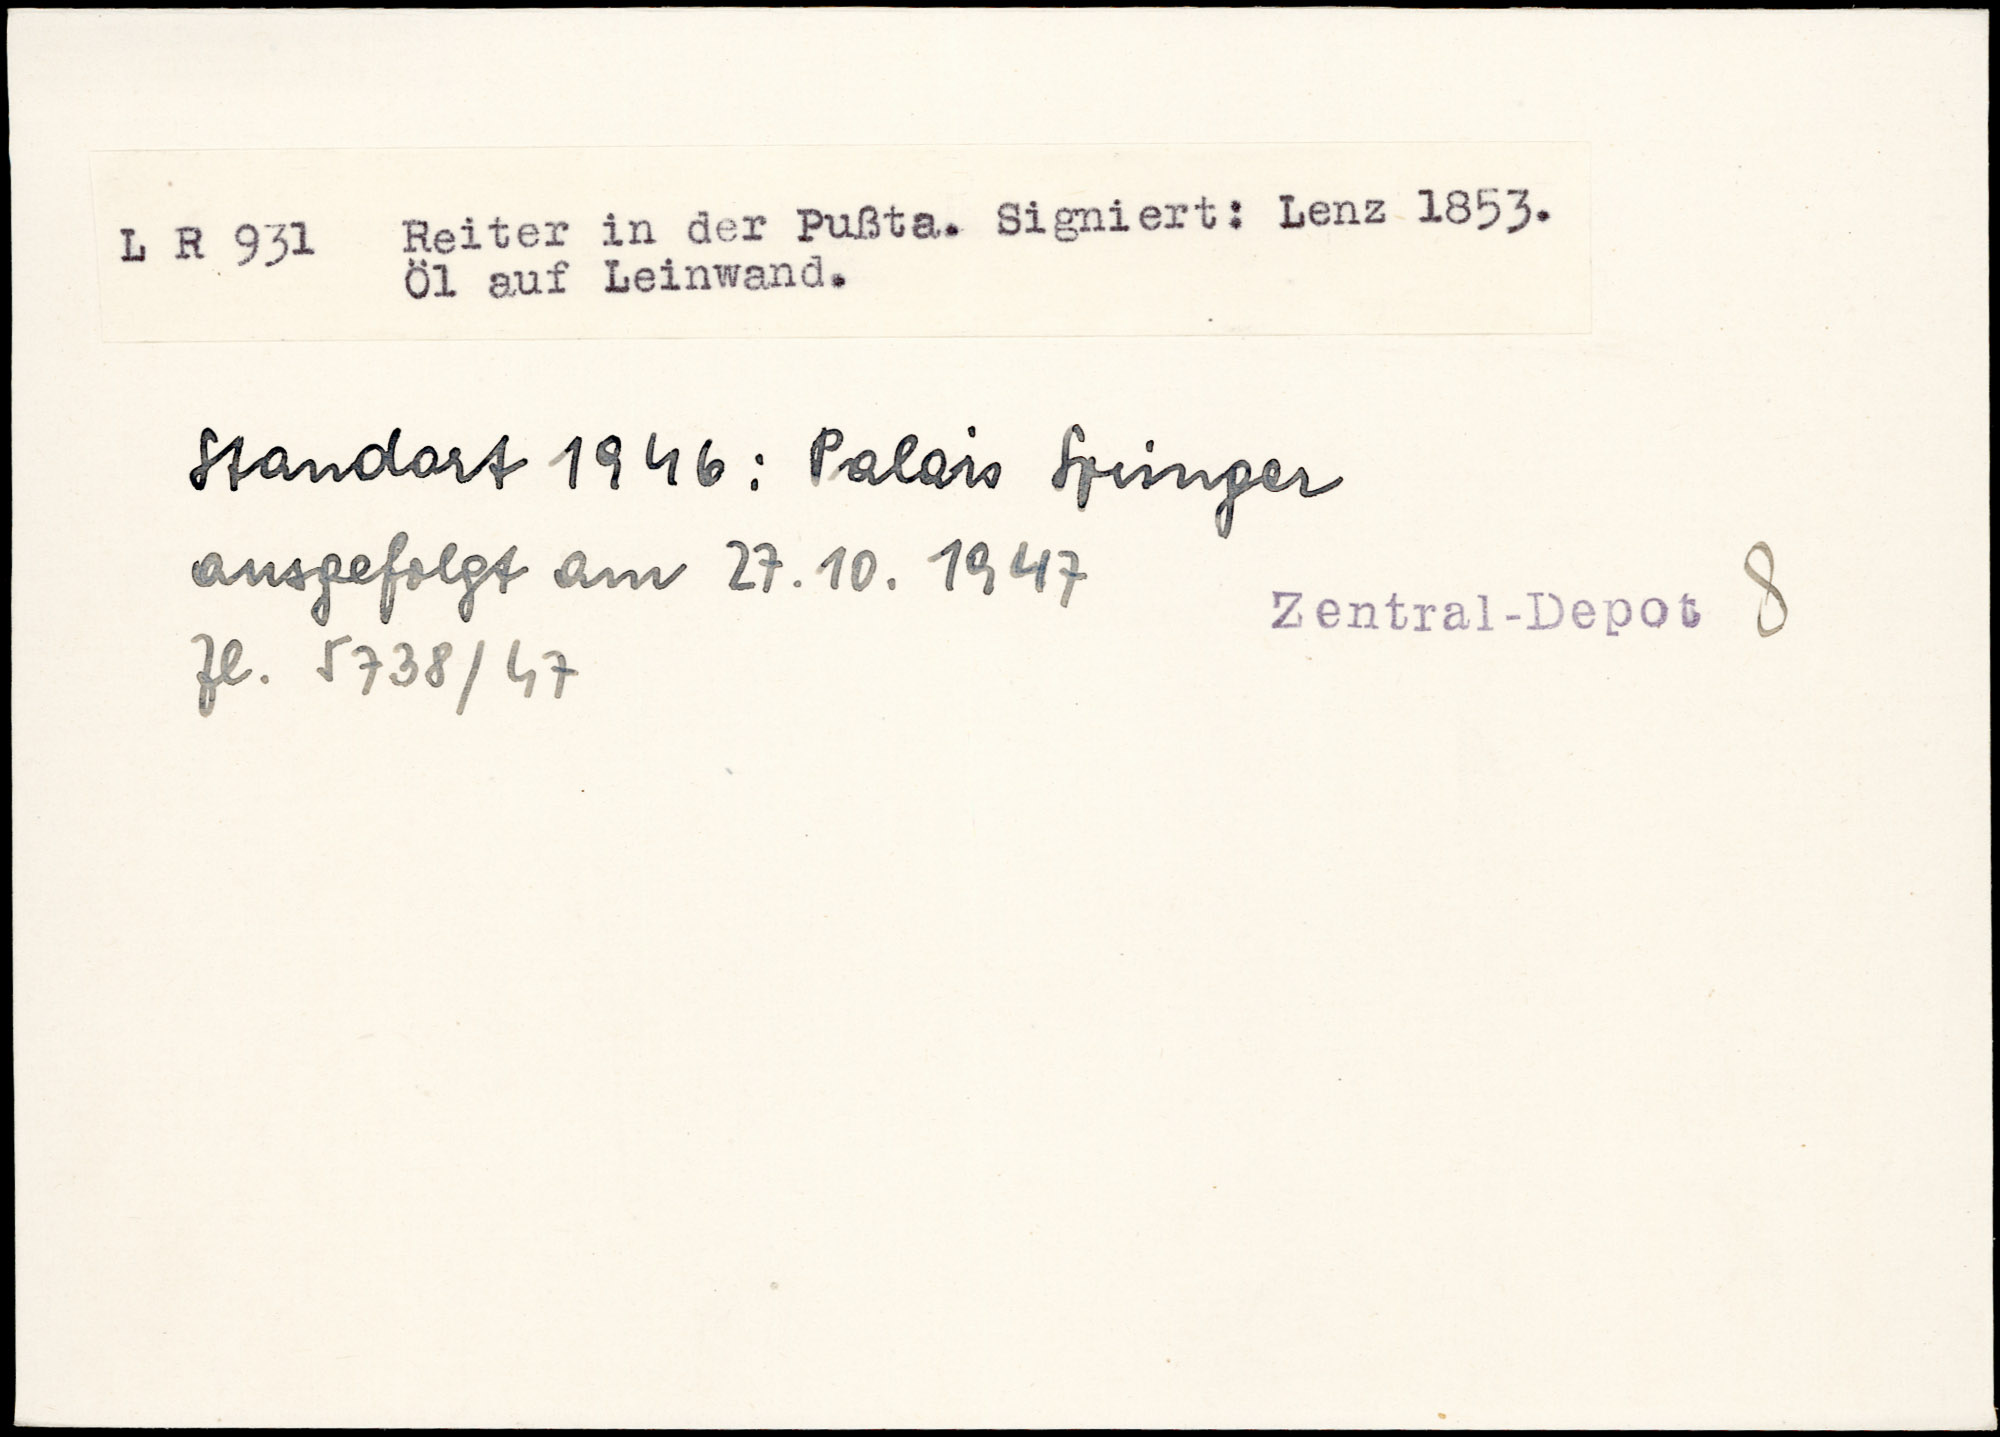 L R 931 Reiter in der Pußta. Signiert: Lenz 1853.
Öl auf Leinwand.
Standort 1946: Palais Springer
ausgefolgt am 27.10.1947
Zentral-Depot 8
Zl. 5738/47